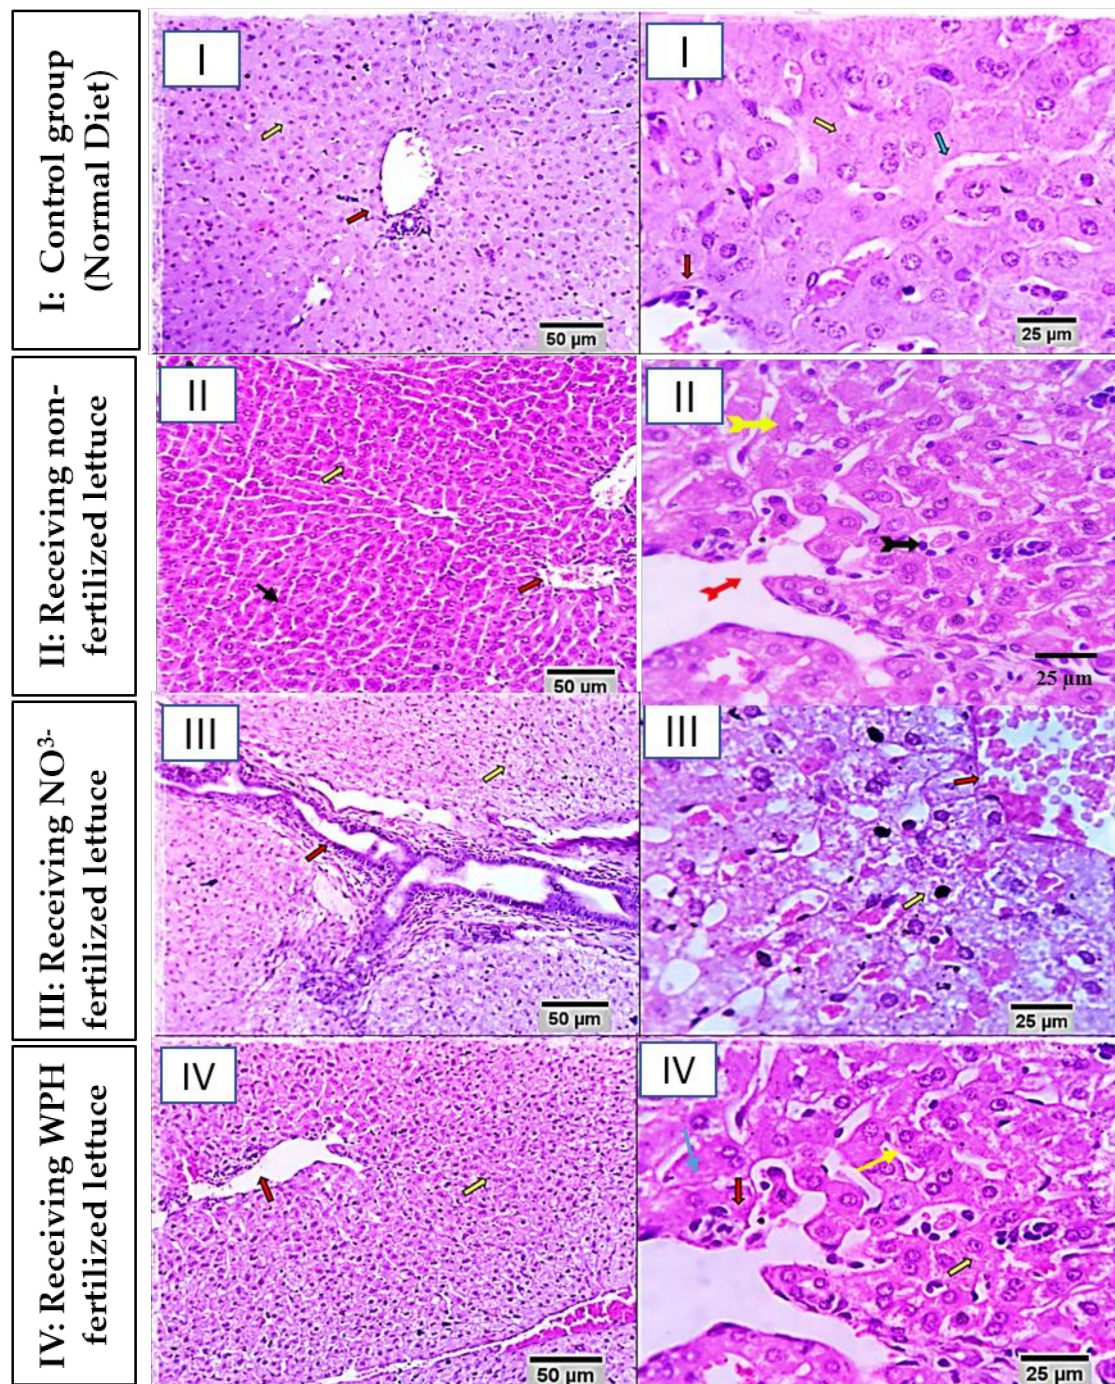 I: Control group
(Normal Diet)
I
50 µm
I
25 µm
II: Receiving non-
fertilized lettuce
II
50 µm
II
25 µm
III: Receiving NO³⁻
fertilized lettuce
III
50 µm
III
25 µm
IV: Receiving WPH
fertilized lettuce
IV
50 µm
IV
25 µm